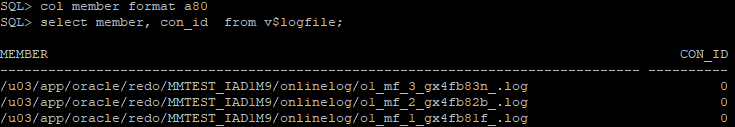 SQL> col member format a80
SQL> select member, con_id  from v$logfile;
MEMBER                                                                               CON_ID
-------------------------------------------------------------------------------- ----------
/u03/app/oracle/redo/MMTEST_IAD1M9/onlinelog/o1_mf_3_gx4fb83n_.log                        0
/u03/app/oracle/redo/MMTEST_IAD1M9/onlinelog/o1_mf_2_gx4fb82b_.log                        0
/u03/app/oracle/redo/MMTEST_IAD1M9/onlinelog/o1_mf_1_gx4fb81f_.log                        0